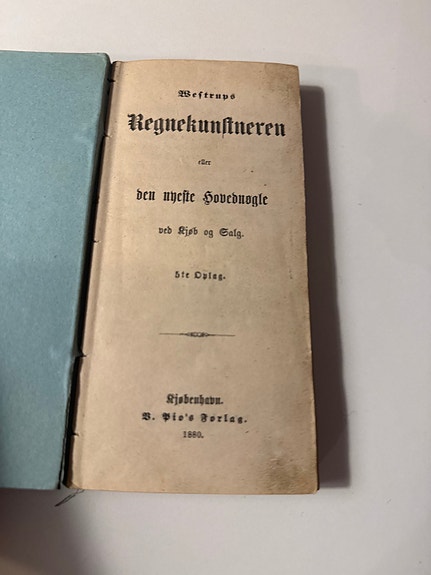 Westrups
Regnekunstneren
eller
den nyeste Hovednøgle
ved Kjøb og Salg.
5te Oplag.
Kjøbenhavn.
V. Pio's Forlag.
1880.